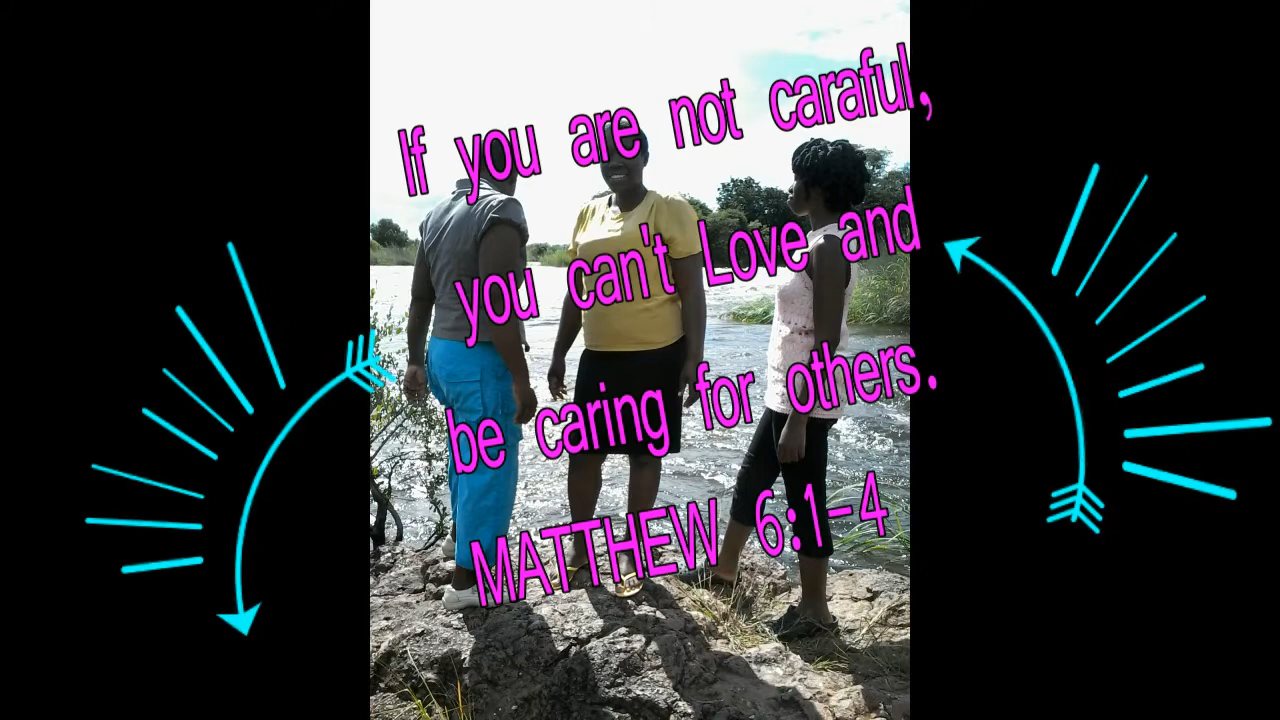 If you are not caraful,
you can't Love and
be caring for others.
MATTHEW 6:1-4